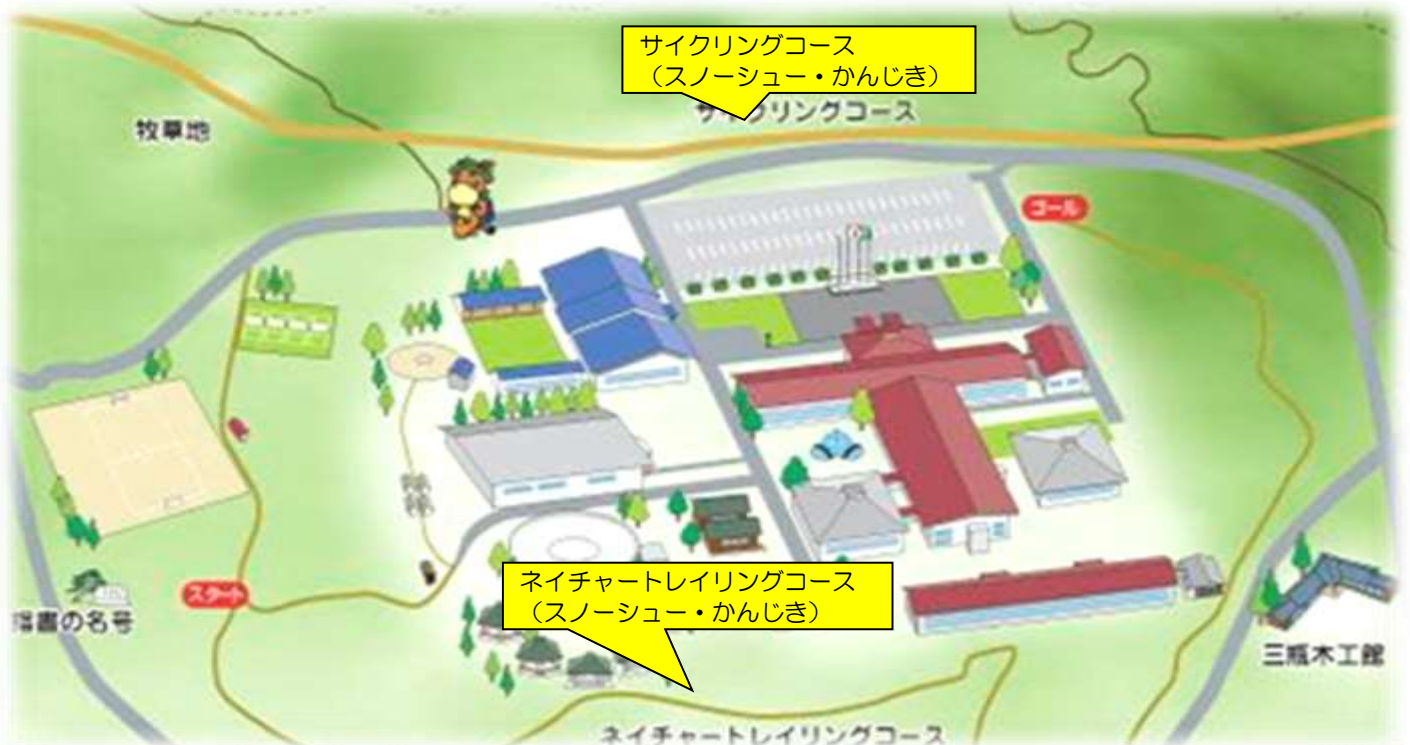 サイクリングコース
（スノーシュー・かんじき）
サイクリングコース
牧草地
ゴール
スタート
の名号
ネイチャートレイリングコース
（スノーシュー・かんじき）
三瓶木工館
ネイチャートレイリングコース